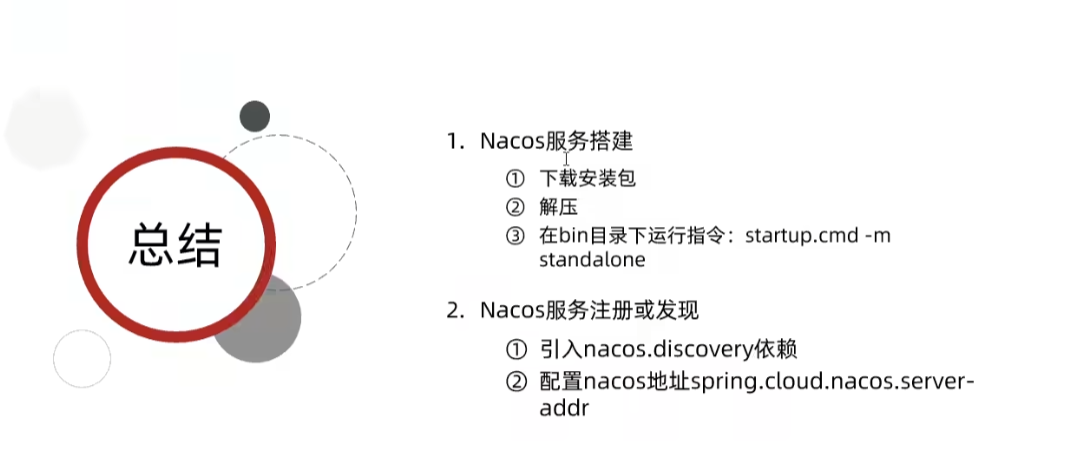 总结
1. Nacos服务搭建
① 下载安装包
② 解压
③ 在bin目录下运行指令：startup.cmd -m
standalone
2. Nacos服务注册或发现
① 引入nacos.discovery依赖
② 配置nacos地址spring.cloud.nacos.server-
addr